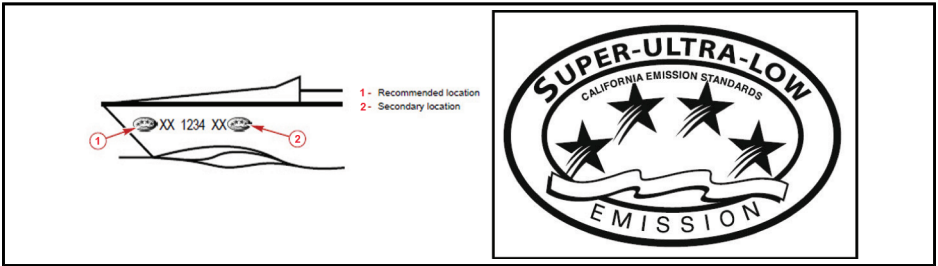 1 - Recommended location
2- Secondary location
XX 1234 XX
1
2
SUPER-ULTRA-LOW
CALIFORNIA EMISSION STANDARDS
EMISSION